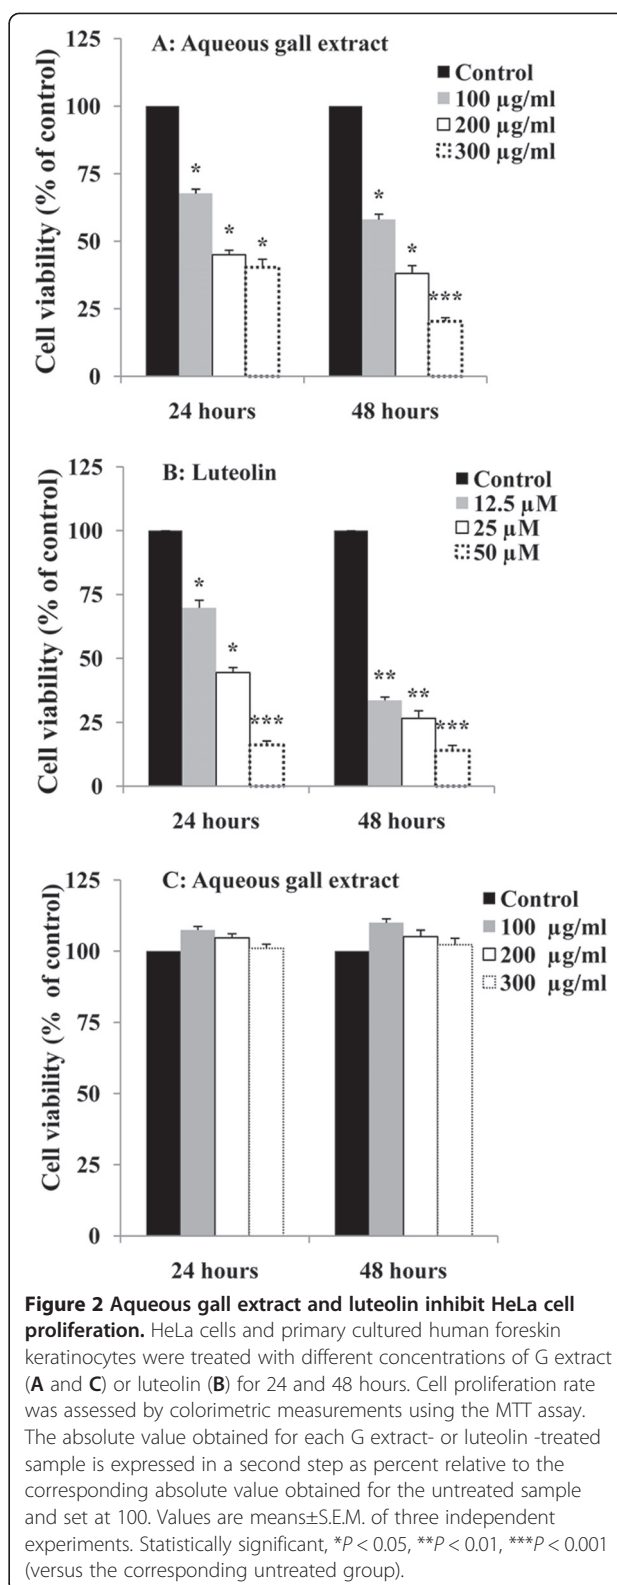 A: Aqueous gall extract
Cell viability (% of control)
125
100
75
50
25
0
Control
100 µg/ml
200 µg/ml
300 µg/ml
*
*
*
*
*
***
24 hours
48 hours
B: Luteolin
Cell viability (% of control)
125
100
75
50
25
0
Control
12.5 µM
25 µM
50 µM
*
*
***
**
**
***
24 hours
48 hours
C: Aqueous gall extract
Cell viability (% of control)
125
100
75
50
25
0
Control
100 µg/ml
200 µg/ml
300 µg/ml
24 hours
48 hours
Figure 2 Aqueous gall extract and luteolin inhibit HeLa cell
proliferation. HeLa cells and primary cultured human foreskin
keratinocytes were treated with different concentrations of G extract
(A and C) or luteolin (B) for 24 and 48 hours. Cell proliferation rate
was assessed by colorimetric measurements using the MTT assay.
The absolute value obtained for each G extract- or luteolin -treated
sample is expressed in a second step as percent relative to the
corresponding absolute value obtained for the untreated sample
and set at 100. Values are means±S.E.M. of three independent
experiments. Statistically significant, *P < 0.05, **P < 0.01, ***P < 0.001
(versus the corresponding untreated group).